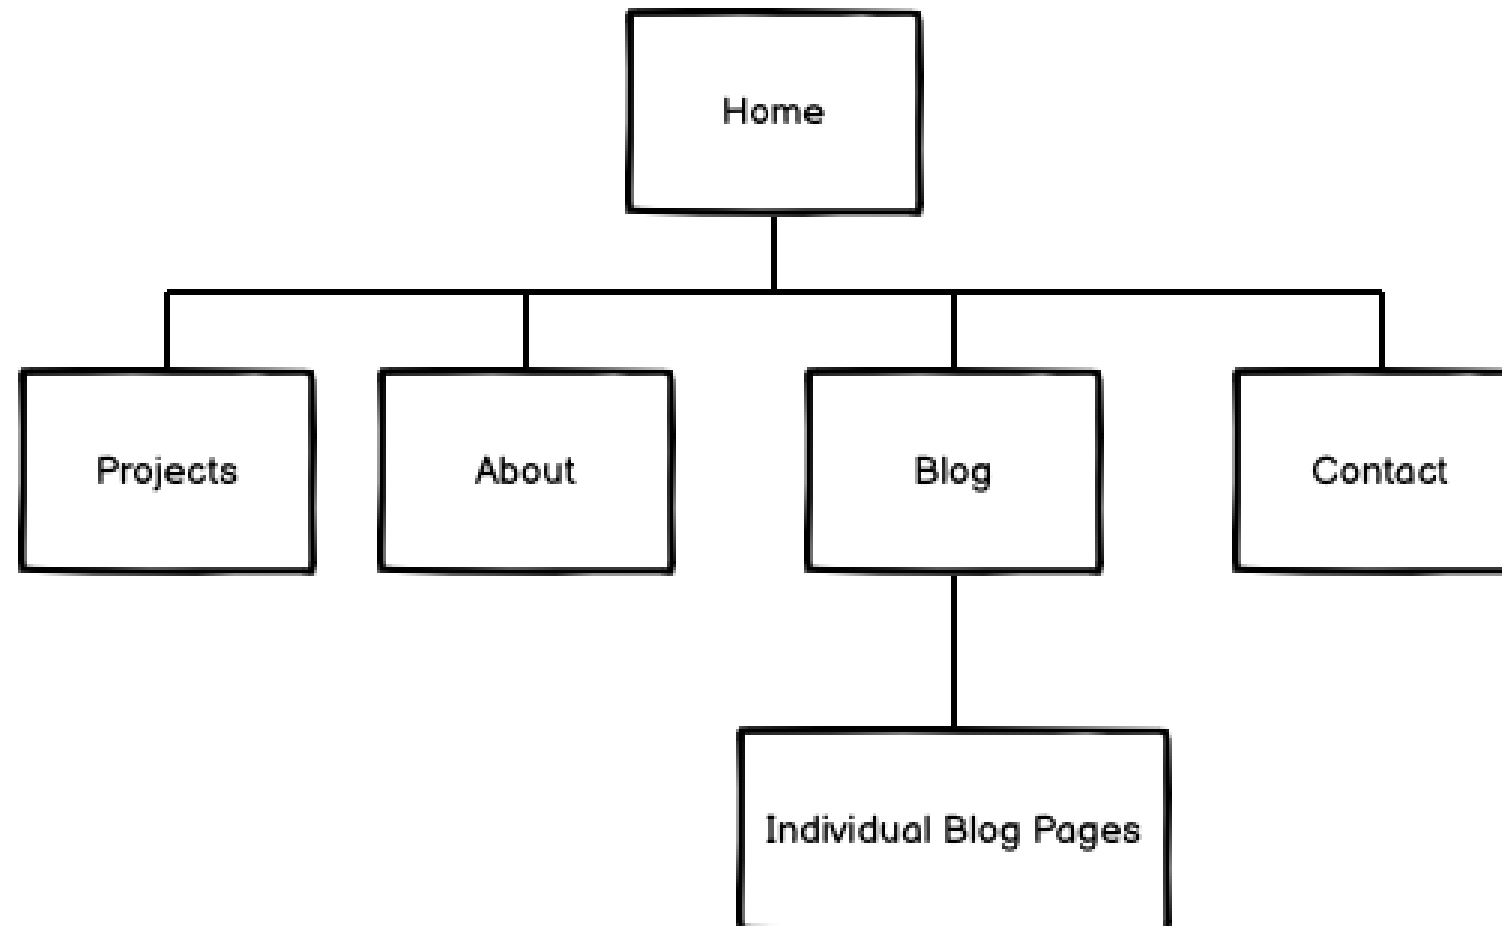 Home
Projects
About
Blog
Contact
Individual Blog Pages